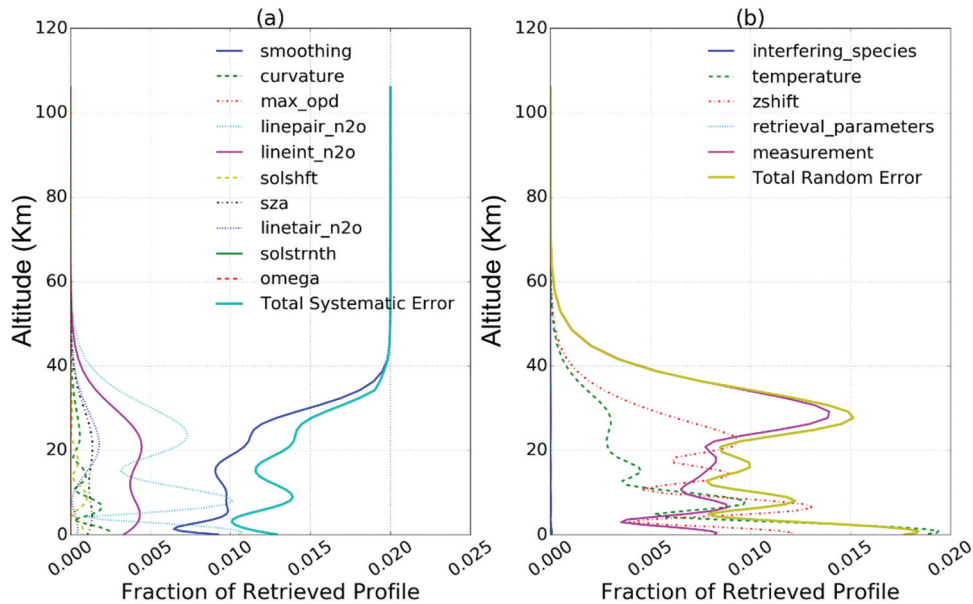 (a)
120
100
80
60
40
20
0
Altitude (Km)
smoothing
curvature
max_opd
linepair_n2o
lineint_n2o
solshft
sza
linetair_n2o
solstrnth
omega
Total Systematic Error
0.000
0.005
0.010
0.015
0.020
0.025
Fraction of Retrieved Profile
(b)
120
100
80
60
40
20
0
Altitude (Km)
interfering_species
temperature
zshift
retrieval_parameters
measurement
Total Random Error
0.000
0.005
0.010
0.015
0.020
Fraction of Retrieved Profile